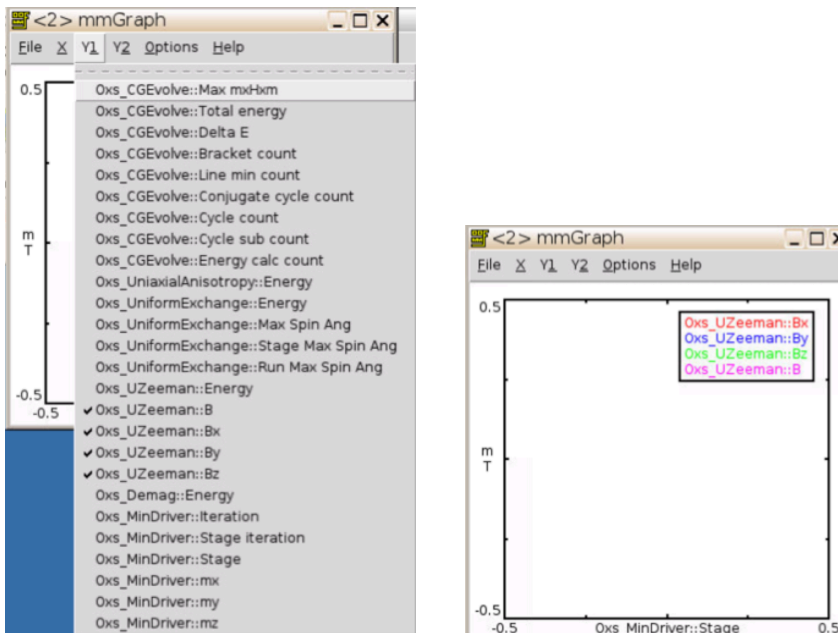 <2> mmGraph
File X Y1 Y2 Options Help
0.5
m
T
-0.5
-0.5
Oxs_CGEvolve::Max mxHxm
Oxs_CGEvolve::Total energy
Oxs_CGEvolve::Delta E
Oxs_CGEvolve::Bracket count
Oxs_CGEvolve::Line min count
Oxs_CGEvolve::Conjugate cycle count
Oxs_CGEvolve::Cycle count
Oxs_CGEvolve::Cycle sub count
Oxs_CGEvolve::Energy calc count
Oxs_UniaxialAnisotropy::Energy
Oxs_UniformExchange::Energy
Oxs_UniformExchange::Max Spin Ang
Oxs_UniformExchange::Stage Max Spin Ang
Oxs_UniformExchange::Run Max Spin Ang
Oxs_UZeeman::Energy
Oxs_UZeeman::B
Oxs_UZeeman::Bx
Oxs_UZeeman::By
Oxs_UZeeman::Bz
Oxs_Demag::Energy
Oxs_MinDriver::Iteration
Oxs_MinDriver::Stage iteration
Oxs_MinDriver::Stage
Oxs_MinDriver::mx
Oxs_MinDriver::my
Oxs_MinDriver::mz
<2> mmGraph
File X Y1 Y2 Options Help
0.5
Oxs_UZeeman::Bx
Oxs_UZeeman::By
Oxs_UZeeman::Bz
Oxs_UZeeman::B
m
T
-0.5
-0.5 Oxs_MinDriver::Stage 0.5